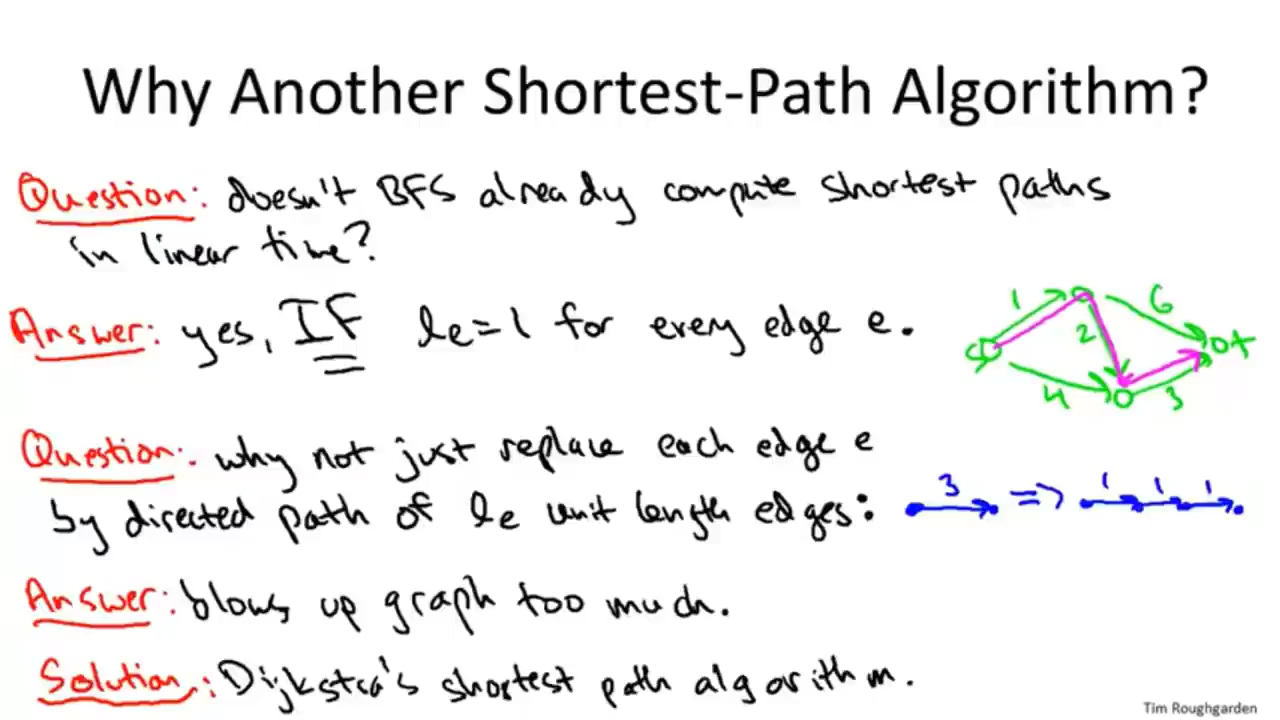 Why Another Shortest-Path Algorithm?
Question: doesn't BFS already compute shortest paths
in linear time?
Answer: yes, IF le=1 for every edge e.
1 6
2
s t
4 3
Question: why not just replace each edge e
by directed path of le unit length edges:
3 => 1 1 1
Answer: blows up graph too much.
Solution: Dijkstra's shortest path algorithm.
Tim Roughgarden